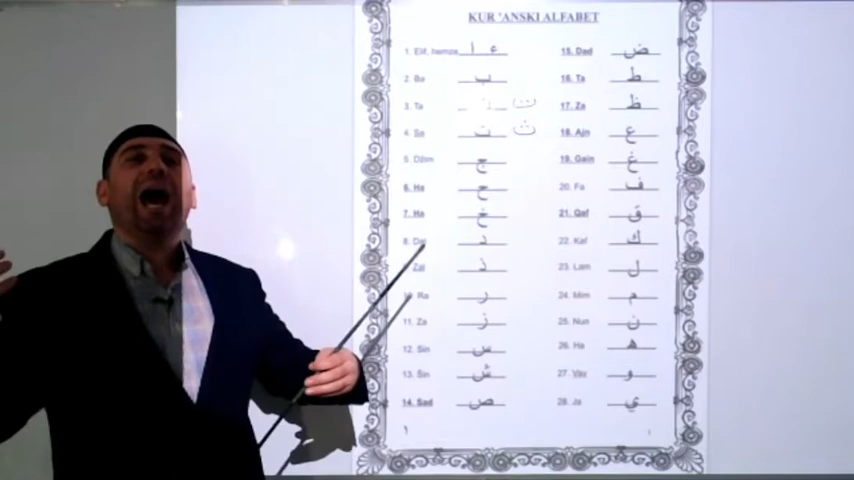 KUR'ANSKI ALFABET
1. Elif, hemza ا ء
2. Ba ب
3. Ta ت
4. Sa ت ث
5. Džim ج
6. Ha ح
7. Ha خ
8. Dal د
Zal ذ
10. Ra ر
11. Za ز
12. Sin س
13. Šin ش
14. Sad ص
15. Dad ض
16. Ta ط
17. Za ظ
18. Ajn ع
19. Gain غ
20. Fa ف
21. Qaf ق
22. Kaf ك
23. Lam ل
24. Mim م
25. Nun ن
26. Ha ه
27. Vav و
28. Ja ي
١